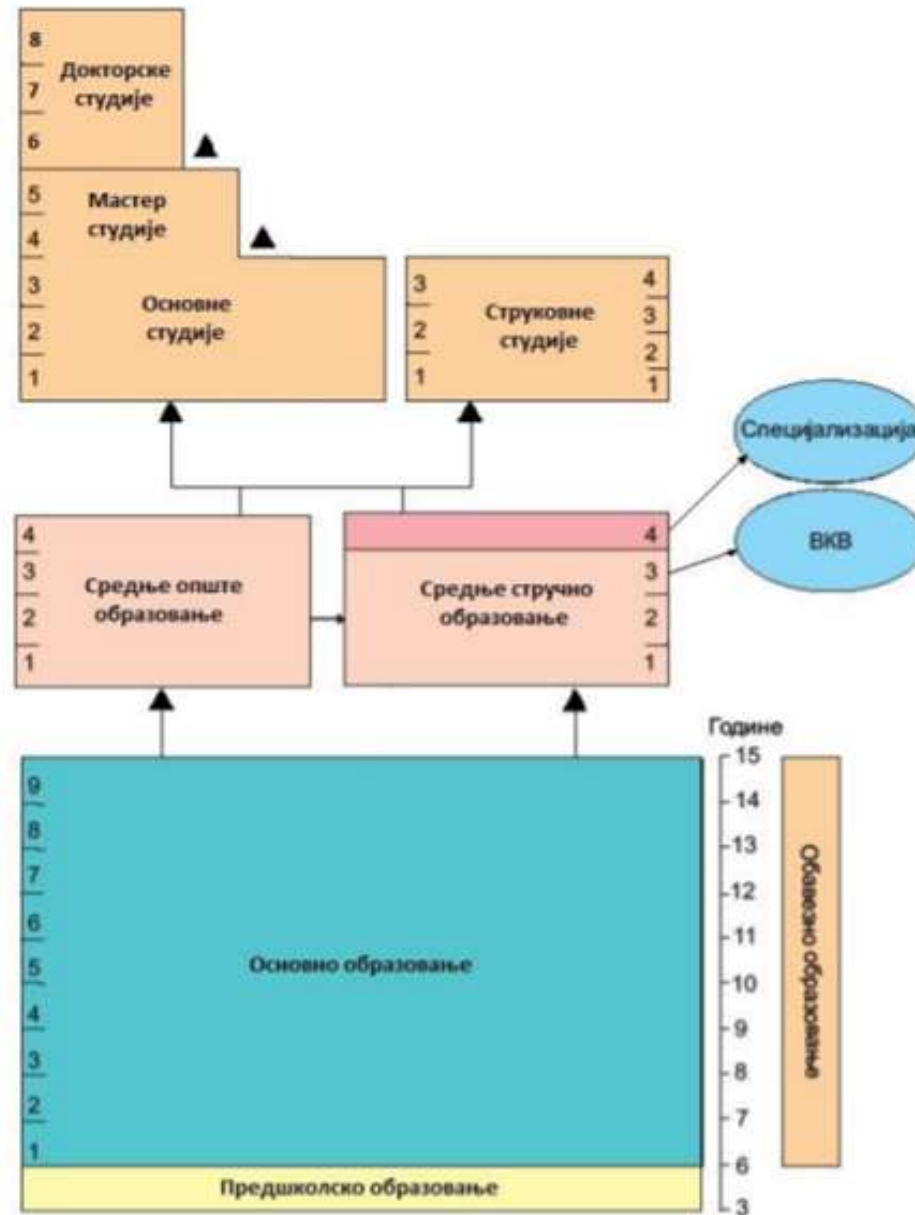 8
7
6
Докторске
студије
5
4
Мастер
студије
3
2
1
Основне
студије
3
2
1
Струковне
студије
4
3
2
1
Специјализација
ВКВ
4
3
2
1
Средње опште
образовање
Средње стручно
образовање
4
3
2
1
Године
9
8
7
6
5
4
3
2
1
Основно образовање
15
14
13
12
11
10
9
8
7
6
3
Обавезно образовање
Предшколско образовање